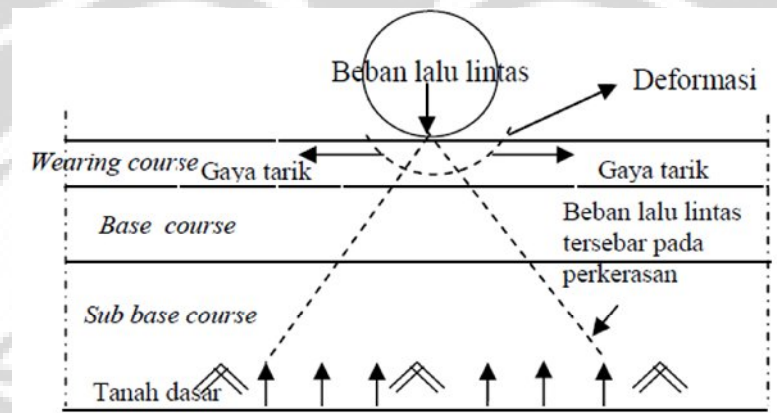 Beban lalu lintas
Deformasi
Wearing course
Gaya tarik
Gaya tarik
Base course
Beban lalu lintas
tersebar pada
perkerasan
Sub base course
Tanah dasar